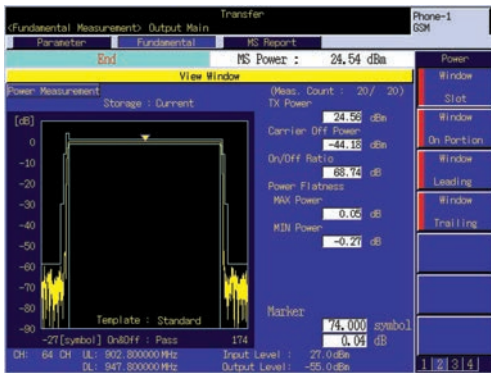 Transfer
Phone-1
<Fundamental Measurement> Output Main
GSM
Parameter Fundamental MS Report
End MS Power : 24.54 dBm Power
View Window
Window
Slot
Power Measurement (Meas. Count : 20/ 20)
Storage : Current TX Power
24.56 dBm
Window
On Portion
[dB] Carrier Off Power
-44.18 dBm
0
On/Off Ratio
-10
68.74 dB
Window
Leading
-20
Power Flatness
MAX Power
-30
0.05 dB
Window
Trailing
-40
MIN Power
-0.27 dB
-50
-60
-70
-80
Template : Standard
Marker
74.000 symbol
-90
0.04 dB
-27[symbol] On&Off : Pass 174
CH: 64 CH UL: 902.800000MHz Input Level : 27.0dBm
DL: 947.800000MHz Output Level : -55.0dBm
1 2 3 4